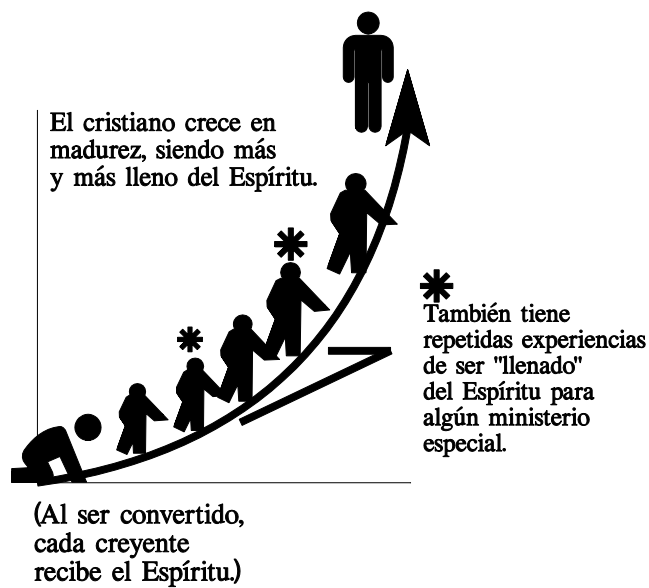 El cristiano crece en
madurez, siendo más
y más lleno del Espíritu.
También tiene
repetidas experiencias
de ser "llenado"
del Espíritu para
algún ministerio
especial.
(Al ser convertido,
cada creyente
recibe el Espíritu.)